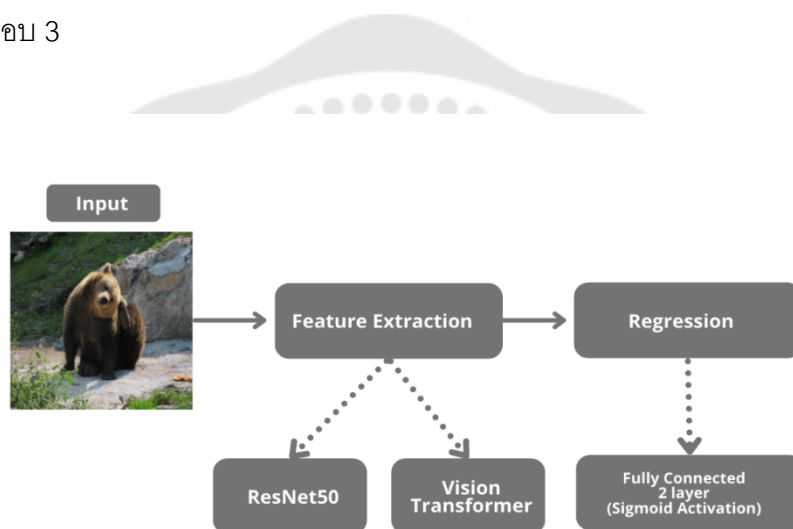 อบ 3
Input
Feature Extraction
Regression
ResNet50
Vision
Transformer
Fully Connected
2 layer
(Sigmoid Activation)